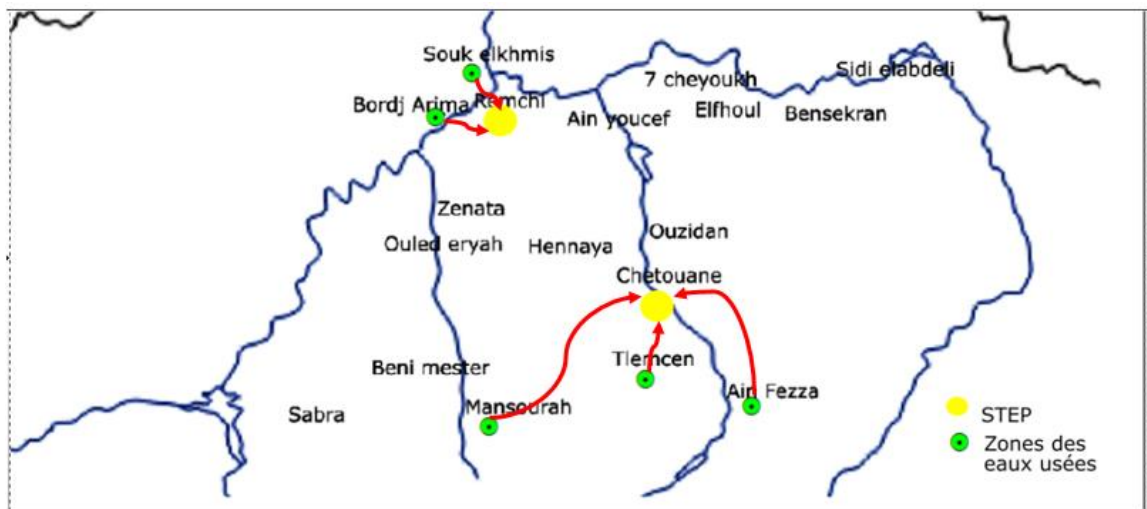 Souk elkhmis
Sidi elabdeli
7 cheyoukh
Bordj Arima
Remchi
Elfhoul
Ain youcef
Bensekran
Zenata
Ouzidan
Ouled eryah
Hennaya
Chetouane
Tlemcen
Beni mester
Ain Fezza
Mansourah
Sabra
STEP
Zones des
eaux usées